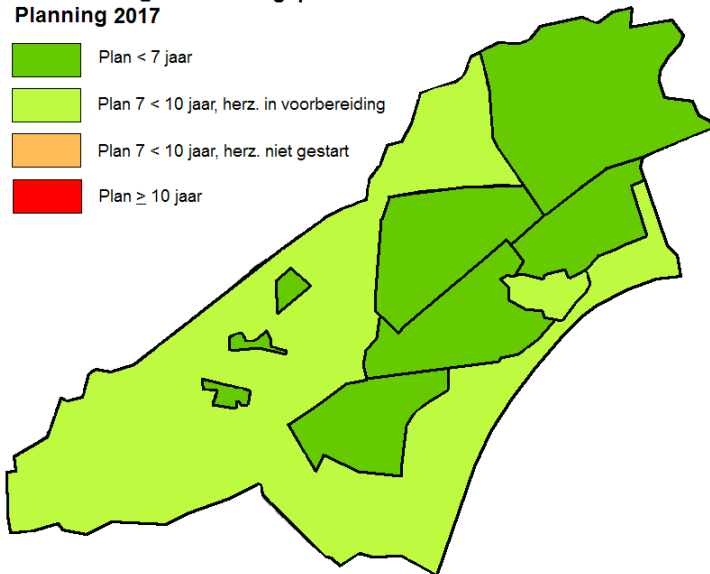 Planning 2017
Plan < 7 jaar
Plan 7 < 10 jaar, herz. in voorbereiding
Plan 7 < 10 jaar, herz. niet gestart
Plan ≥ 10 jaar